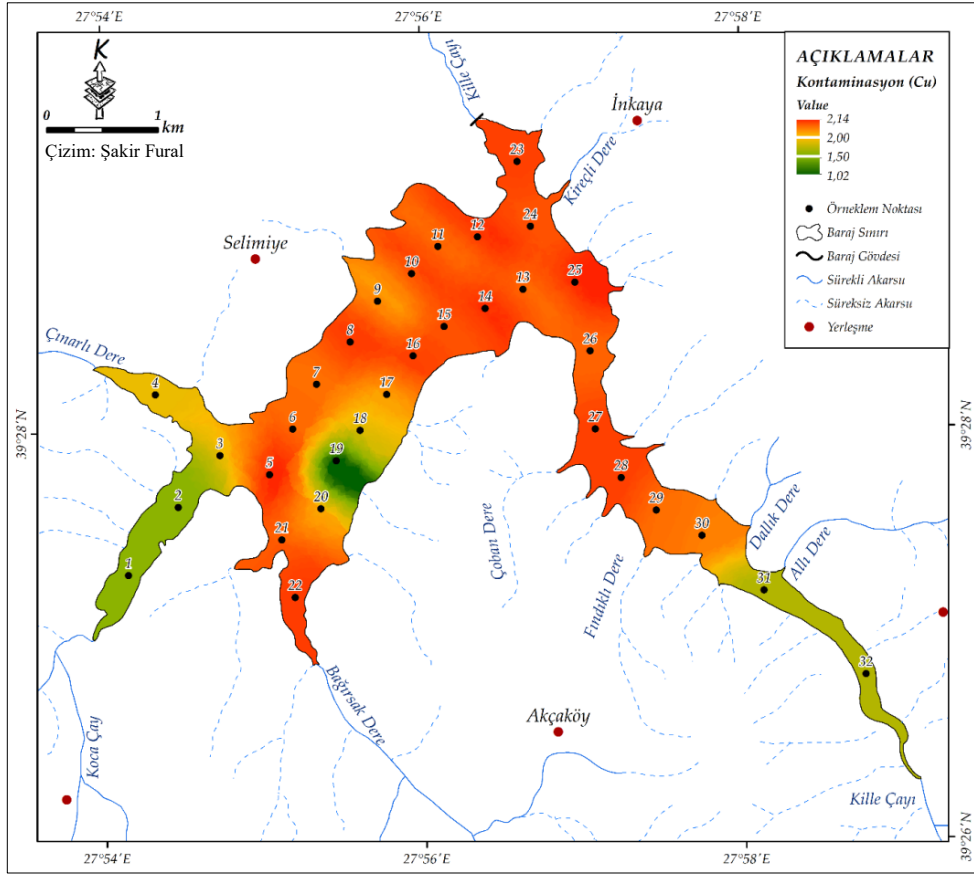 27°54'E
27°56'E
27°58'E
K
0 1
km
Çizim: Şakir Fural
AÇIKLAMALAR
Kontaminasyon (Cu)
Value
2,14
2,00
1,50
1,02
Örneklem Noktası
Baraj Sınırı
Baraj Gövdesi
Sürekli Akarsu
Süreksiz Akarsu
Yerleşme
Kille Çayı
İnkaya
Kireçli Dere
Selimiye
Çınarlı Dere
23
24
12
11
10
25
13
9
14
15
8
16
26
7
17
4
6
18
27
3
19
5
28
2
20
29
21
30
1
31
22
32
39°28'N
39°28'N
Çoban Dere
Dallık Dere
Allı Dere
Fındıklı Dere
Bağırsak Dere
Akçaköy
Koca Çay
Kille Çayı
39°26'N
27°54'E
27°56'E
27°58'E